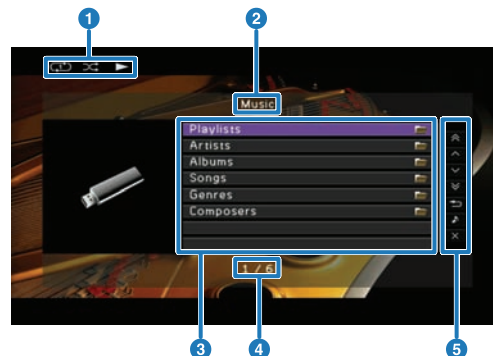 1
2
Music
Playlists
Artists
Albums
Songs
Genres
Composers
1 / 6
3
4
5